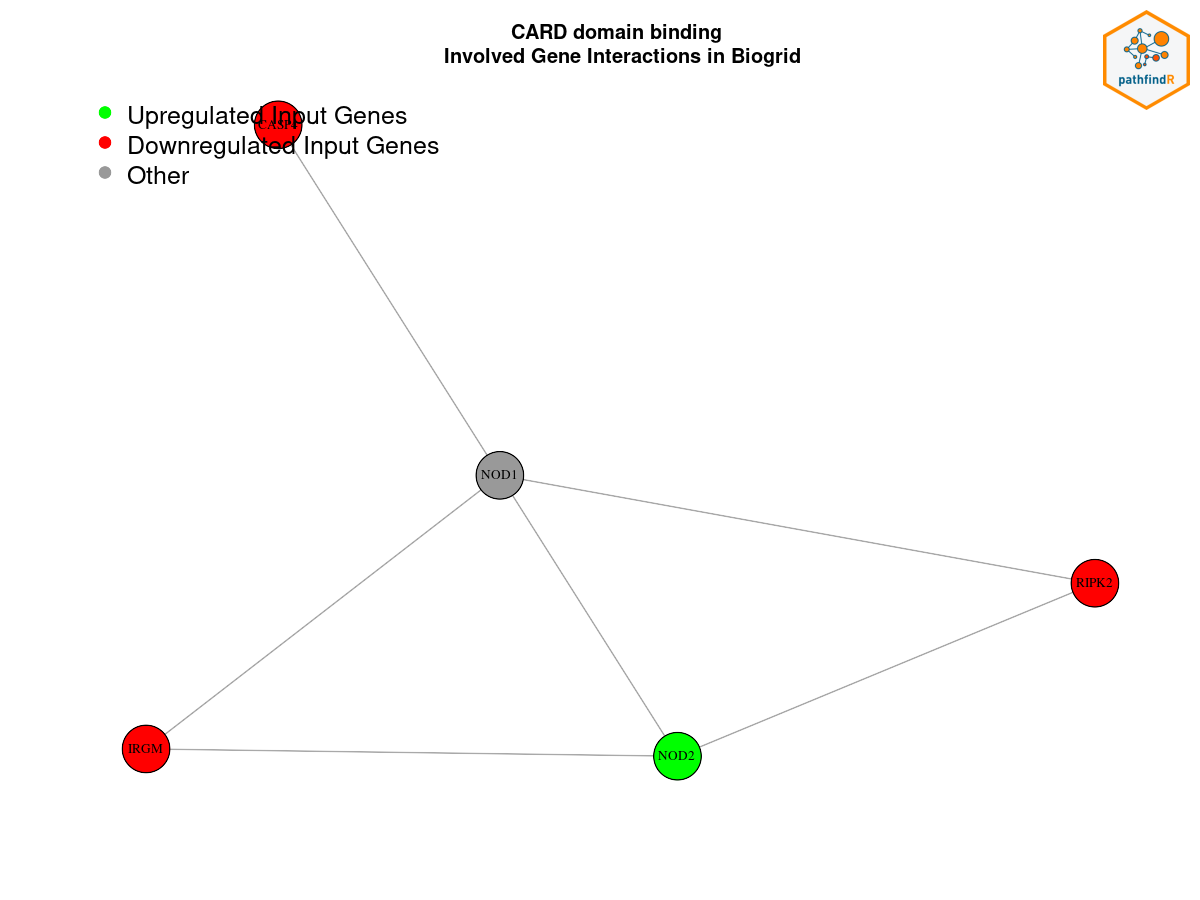 CARD domain binding
Involved Gene Interactions in Biogrid
pathfindR
Upregulated Input Genes
Downregulated Input Genes
Other
NOD1
RIPK2
IRGM
NOD2